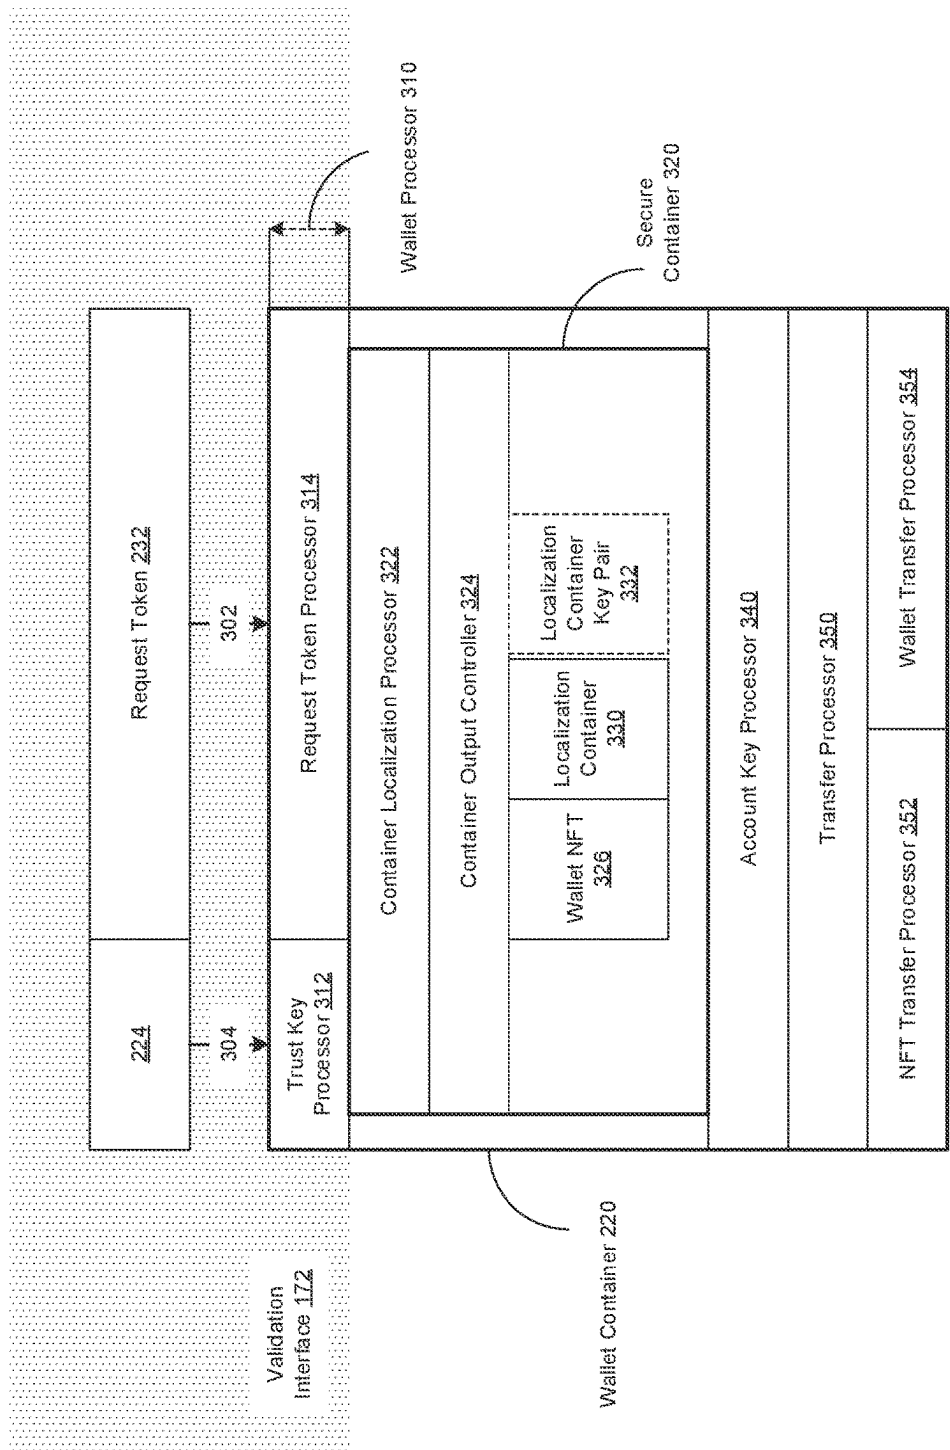 224
Request Token 232
304
302
Validation
Interface 172
Trust Key
Processor 312
Request Token Processor 314
Wallet Processor 310
Container Localization Processor 322
Container Output Controller 324
Wallet NFT
326
Localization
Container
330
Localization
Container
Key Pair
332
Secure
Container 320
Wallet Container 220
Account Key Processor 340
Transfer Processor 350
NFT Transfer Processor 352
Wallet Transfer Processor 354